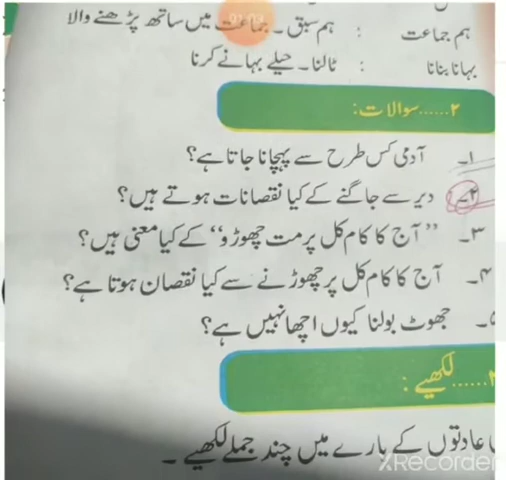 ہم جماعت : ہم سبق ۔ جماعت میں ساتھ پڑھنے والا
بہانا بنانا : ٹالنا ۔ حیلے بہانے کرنا
۲......سوالات:
۱۔ آدمی کس طرح سے پہچانا جاتا ہے؟
۲۔ دیر سے جاگنے کے کیا نقصانات ہوتے ہیں؟
۳۔ ”آج کا کام کل پر مت چھوڑو“ کے کیا معنی ہیں؟
۴۔ آج کا کام کل پر چھوڑنے سے کیا نقصان ہوتا ہے؟
۵۔ جھوٹ بولنا کیوں اچھا نہیں ہے؟
......لکھیے:
عادتوں کے بارے میں چند جملے لکھیے ۔
XRecorder